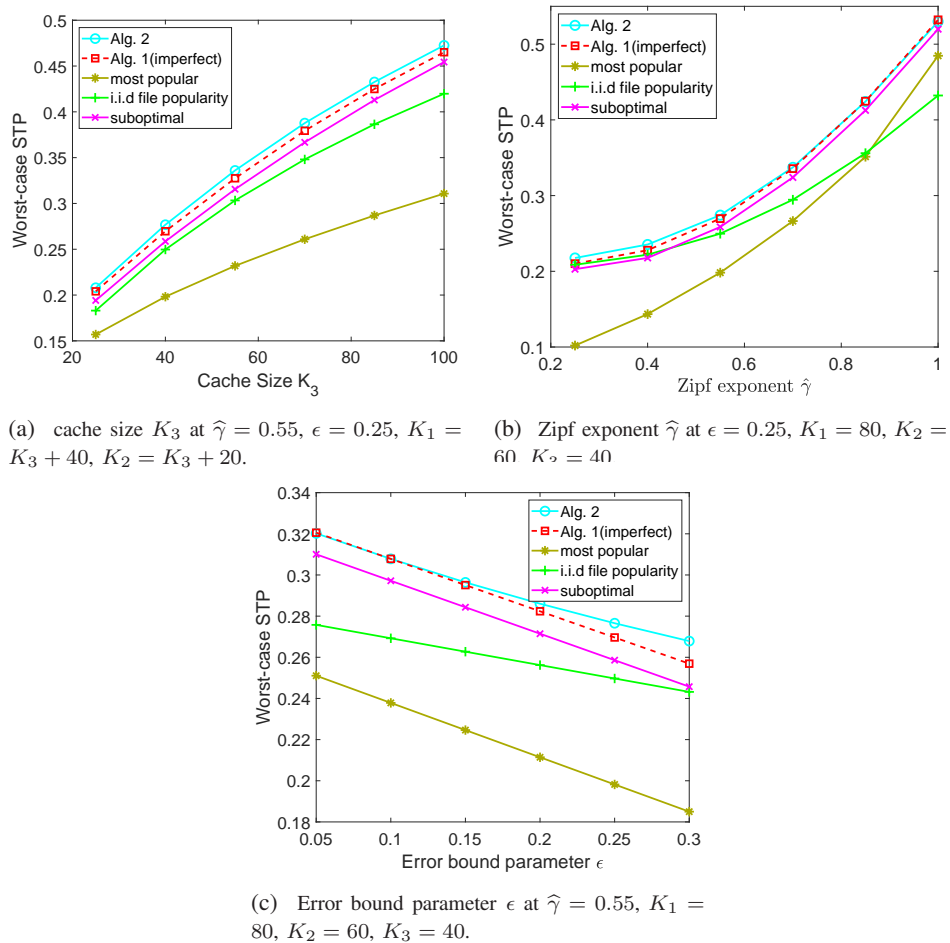 0.5
0.45
0.4
0.35
0.3
0.25
0.2
0.15
Worst-case STP
Alg. 2
Alg. 1(imperfect)
most popular
i.i.d file popularity
suboptimal
20 40 60 80 100
Cache Size K₃
(a) cache size K₃ at γ̂ = 0.55, ϵ = 0.25, K₁ =
K₃ + 40, K₂ = K₃ + 20.
0.5
0.4
0.3
0.2
0.1
Worst-case STP
Alg. 2
Alg. 1(imperfect)
most popular
i.i.d file popularity
suboptimal
0.2 0.4 0.6 0.8 1
Zipf exponent γ̂
(b) Zipf exponent γ̂ at ϵ = 0.25, K₁ = 80, K₂ =
60, K₃ = 40
0.34
0.32
0.3
0.28
0.26
0.24
0.22
0.2
0.18
Worst-case STP
Alg. 2
Alg. 1(imperfect)
most popular
i.i.d file popularity
suboptimal
0.05 0.1 0.15 0.2 0.25 0.3
Error bound parameter ϵ
(c) Error bound parameter ϵ at γ̂ = 0.55, K₁ =
80, K₂ = 60, K₃ = 40.